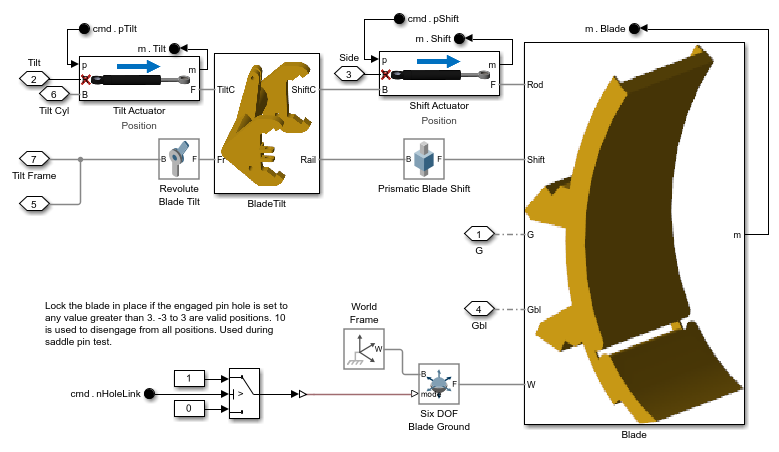 cmd . pTilt
m . Tilt
Tilt
2
p
m
F
B
6
Tilt Cyl
Tilt Actuator
Position
TiltC
ShiftC
Fr
Rail
BladeTilt
cmd . pShift
m . Shift
Side
3
p
m
F
B
Shift Actuator
Position
m . Blade
Rod
Shift
G
Gbl
W
m
Blade
7
Tilt Frame
5
B
F
Revolute
Blade Tilt
B
F
Prismatic Blade Shift
1
G
4
Gbl
Lock the blade in place if the engaged pin hole is set to
any value greater than 3. -3 to 3 are valid positions. 10
is used to disengage from all positions. Used during
saddle pin test.
World
Frame
W
cmd . nHoleLink
1
0
>
B
mode
F
Six DOF
Blade Ground